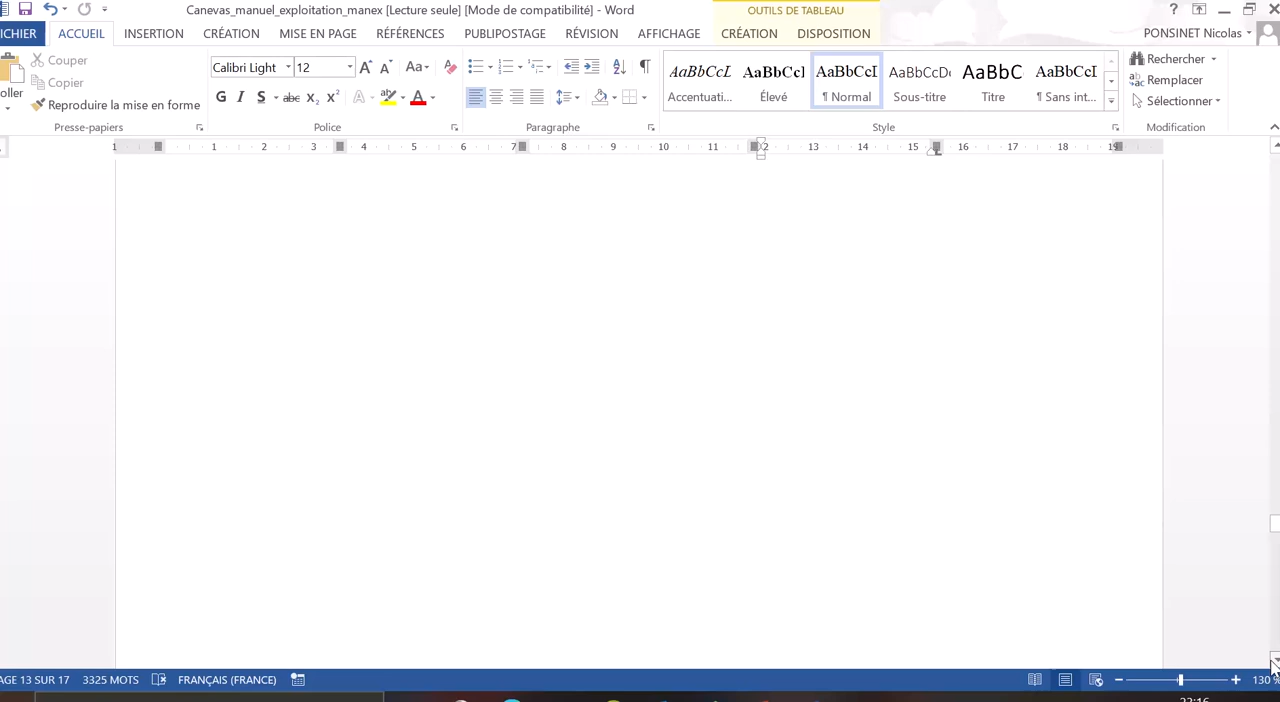 Canevas_manuel_exploitation_manex [Lecture seule] [Mode de compatibilité] - Word
OUTILS DE TABLEAU
?
ICHIER ACCUEIL INSERTION CRÉATION MISE EN PAGE RÉFÉRENCES PUBLIPOSTAGE RÉVISION AFFICHAGE CRÉATION DISPOSITION PONSINET Nicolas
Couper
Copier
oller
Reproduire la mise en forme
Calibri Light 12 Aa
G I S abc X₂ X² A ab A
AaBbCcI AaBbCcI AaBbCcI AaBbCcDı AaBbC AaBbCcI
Accentuati... Élevé ¶ Normal Sous-titre Titre ¶ Sans int...
Rechercher
Remplacer
Sélectionner
Presse-papiers Police Paragraphe Style Modification
1 1 2 3 4 5 6 7 8 9 10 11 12 13 14 15 16 17 18 19
AGE 13 SUR 17 3325 MOTS FRANÇAIS (FRANCE) 130 %